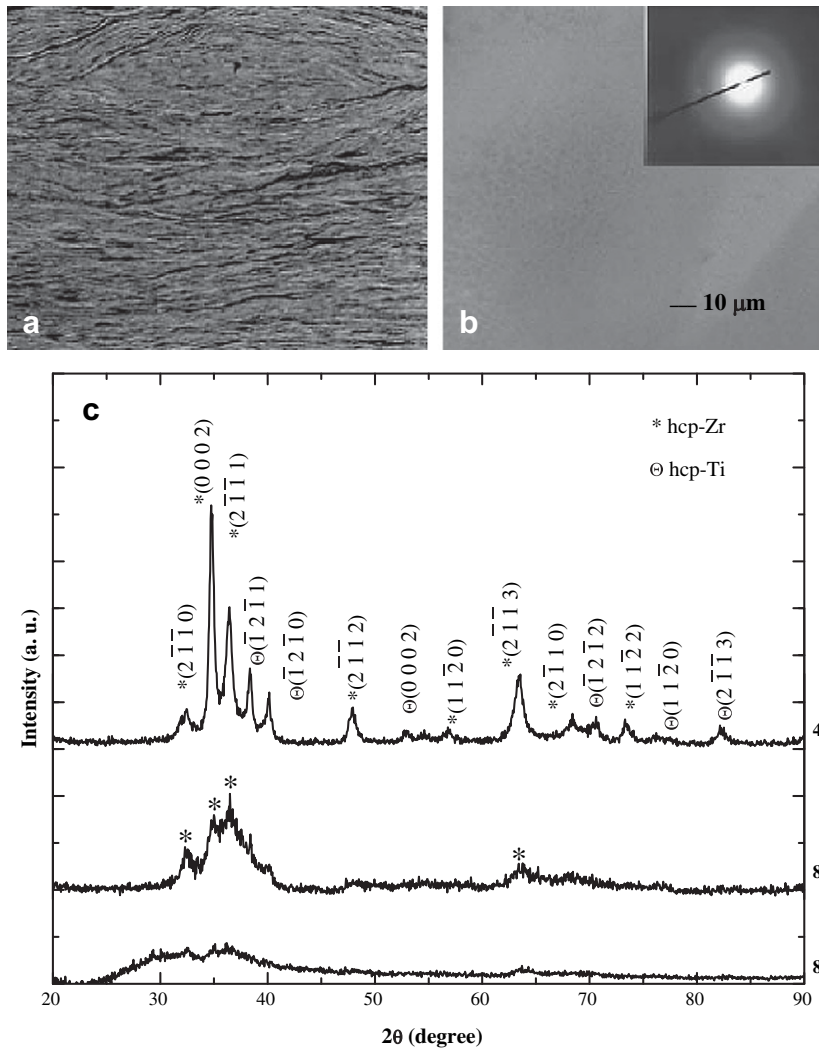 a
b
10 μm
c
* hcp-Zr
Θ hcp-Ti
*(2 1̄ 1̄ 0)
*(0 0 0 2)
*(2 1̄ 1̄ 1)
Θ(1̄ 2 1̄ 1)
Θ(1̄ 2 1̄ 0)
*(2 1̄ 1̄ 2)
Θ(0 0 0 2)
*(1 1 2̄ 0)
*(2 1̄ 1̄ 3)
*(2 1̄ 1 0)
Θ(1̄ 2 1̄ 2)
*(1 1 2̄ 2)
Θ(1 1 2̄ 0)
Θ(2 1̄ 1̄ 3)
4
* * *
*
8
8
Intensity (a. u.)
20 30 40 50 60 70 80 90
2θ (degree)